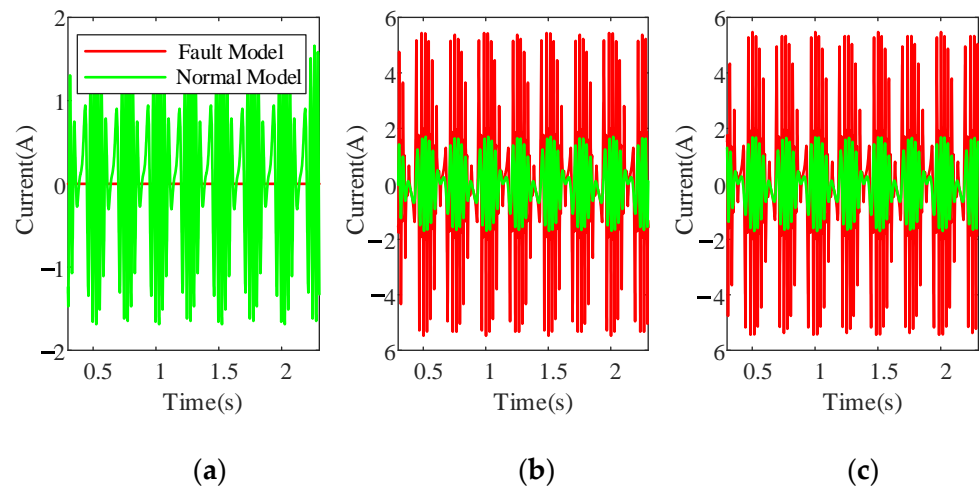 2
1
0
−1
−2
Current(A)
Fault Model
Normal Model
0.5 1 1.5 2
Time(s)
(a)
6
4
2
0
−2
−4
6
Current(A)
0.5 1 1.5 2
Time(s)
(b)
6
4
2
0
−2
−4
6
Current(A)
0.5 1 1.5 2
Time(s)
(c)